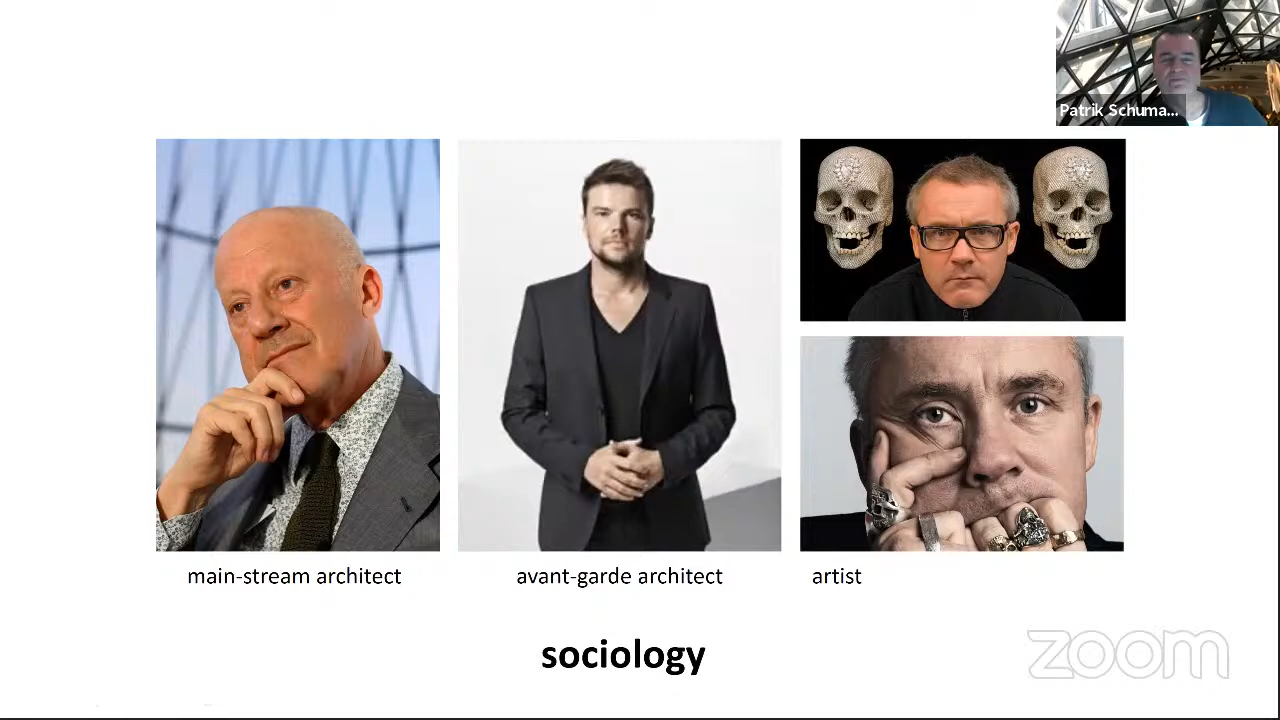 Patrik Schuma...
main-stream architect
avant-garde architect
artist
sociology
zoom